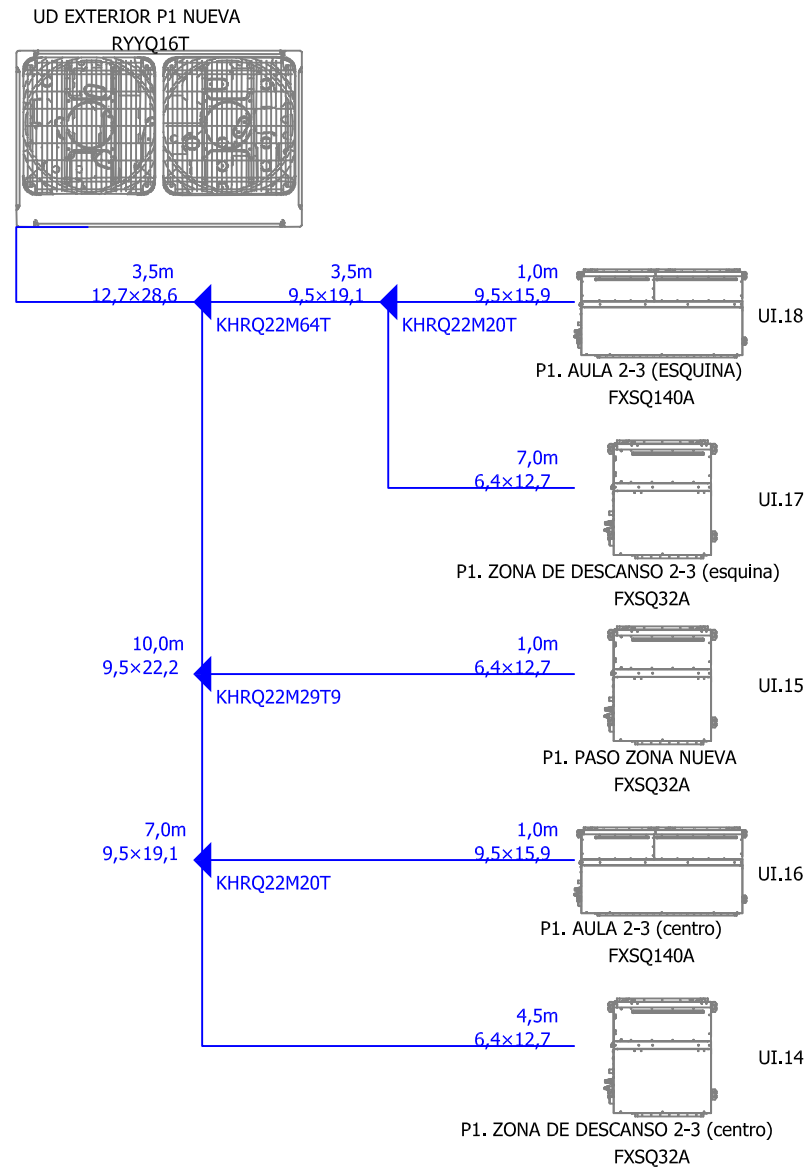 UD EXTERIOR P1 NUEVA
RYYQ16T
3,5m
12,7×28,6
KHRQ22M64T
3,5m
9,5×19,1
KHRQ22M20T
1,0m
9,5×15,9
UI.18
P1. AULA 2-3 (ESQUINA)
FXSQ140A
7,0m
6,4×12,7
UI.17
P1. ZONA DE DESCANSO 2-3 (esquina)
FXSQ32A
10,0m
9,5×22,2
KHRQ22M29T9
1,0m
6,4×12,7
UI.15
P1. PASO ZONA NUEVA
FXSQ32A
7,0m
9,5×19,1
KHRQ22M20T
1,0m
9,5×15,9
UI.16
P1. AULA 2-3 (centro)
FXSQ140A
4,5m
6,4×12,7
UI.14
P1. ZONA DE DESCANSO 2-3 (centro)
FXSQ32A